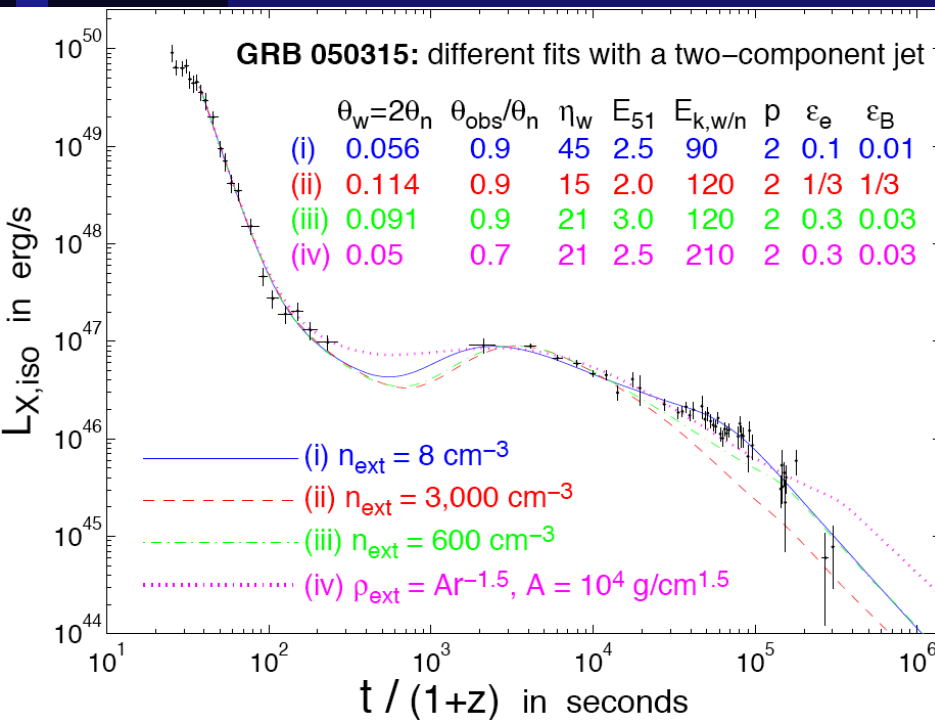 GRB 050315: different fits with a two−component jet
θw=2θn θobs/θn ηw E51 Ek,w/n p εe εB
(i) 0.056 0.9 45 2.5 90 2 0.1 0.01
(ii) 0.114 0.9 15 2.0 120 2 1/3 1/3
(iii) 0.091 0.9 21 3.0 120 2 0.3 0.03
(iv) 0.05 0.7 21 2.5 210 2 0.3 0.03
LX,iso in erg/s
10^50
10^49
10^48
10^47
10^46
10^45
10^44
(i) next = 8 cm−3
(ii) next = 3,000 cm−3
(iii) next = 600 cm−3
(iv) ρext = Ar−1.5, A = 10^4 g/cm1.5
10^1 10^2 10^3 10^4 10^5 10^6
t / (1+z) in seconds